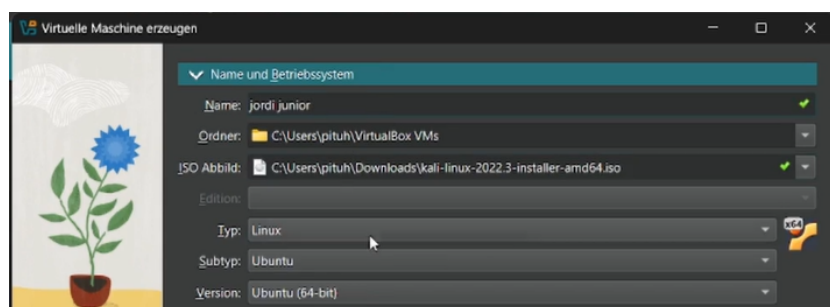 Virtuelle Maschine erzeugen
Name und Betriebssystem
Name: jordi junior
Ordner: C:\Users\pituh\VirtualBox VMs
ISO Abbild: C:\Users\pituh\Downloads\kali-linux-2022.3-installer-amd64.iso
Edition:
Typ: Linux
x64
Subtyp: Ubuntu
Version: Ubuntu (64-bit)